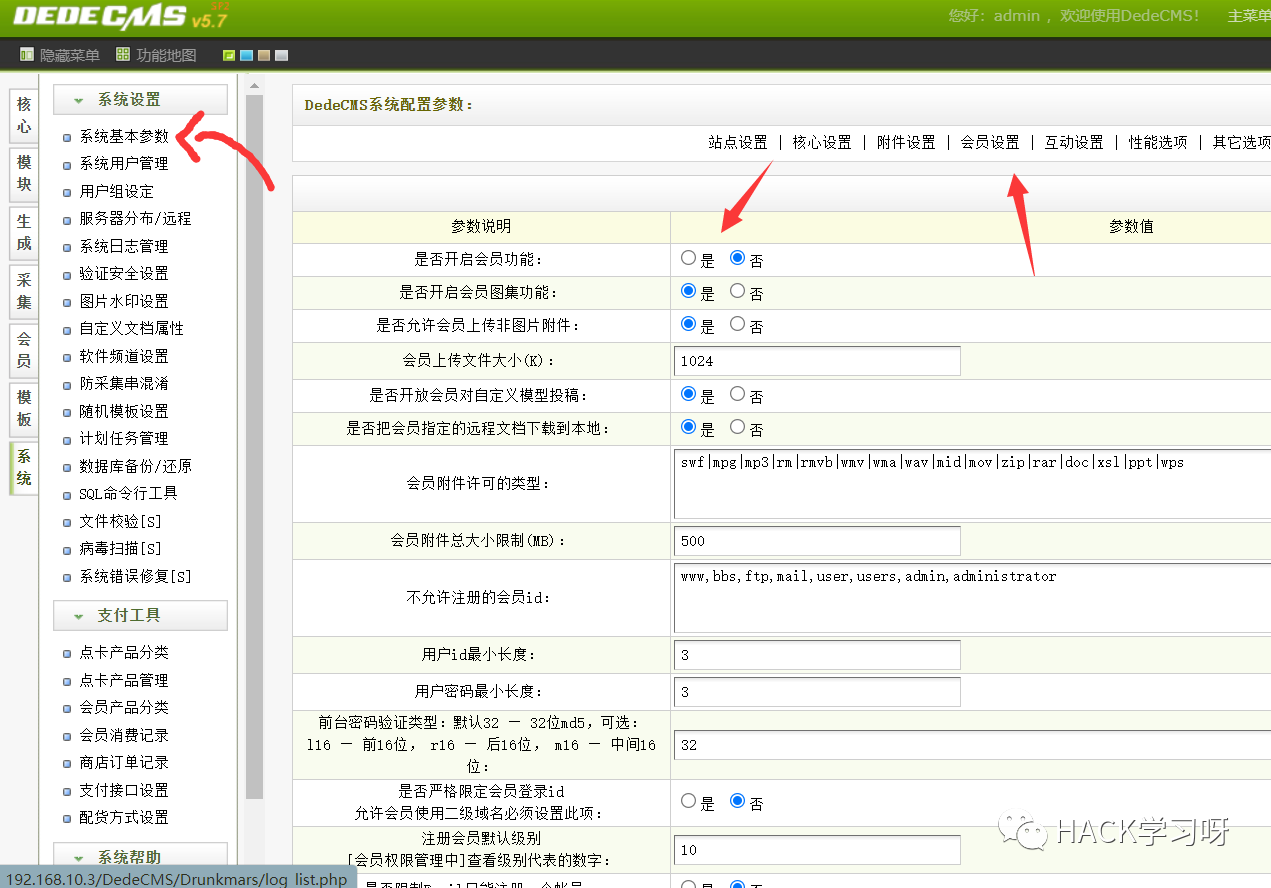 DEDECMS v5.7 SP2
您好：admin ，欢迎使用DedeCMS！ 主菜单
隐藏菜单 功能地图
核心
模块
生成
采集
会员
模板
系统
系统设置
系统基本参数
系统用户管理
用户组设定
服务器分布/远程
系统日志管理
验证安全设置
图片水印设置
自定义文档属性
软件频道设置
防采集串混淆
随机模板设置
计划任务管理
数据库备份/还原
SQL命令行工具
文件校验[S]
病毒扫描[S]
系统错误修复[S]
支付工具
点卡产品分类
点卡产品管理
会员产品分类
会员消费记录
商店订单记录
支付接口设置
配货方式设置
系统帮助
192.168.10.3/DedeCMS/Drunkmars/log_list.php
DedeCMS系统配置参数：
站点设置 | 核心设置 | 附件设置 | 会员设置 | 互动设置 | 性能选项 | 其它选项
参数说明 参数值
是否开启会员功能： 是 否
是否开启会员图集功能： 是 否
是否允许会员上传非图片附件： 是 否
会员上传文件大小(K)： 1024
是否开放会员对自定义模型投稿： 是 否
是否把会员指定的远程文档下载到本地： 是 否
会员附件许可的类型： swf|mpg|mp3|rm|rmvb|wmv|wma|wav|mid|mov|zip|rar|doc|xsl|ppt|wps
会员附件总大小限制(MB)： 500
不允许注册的会员id： www,bbs,ftp,mail,user,users,admin,administrator
用户id最小长度： 3
用户密码最小长度： 3
前台密码验证类型：默认32 — 32位md5，可选：
l16 — 前16位， r16 — 后16位， m16 — 中间16
位： 32
是否严格限定会员登录id
允许会员使用二级域名必须设置此项： 是 否
注册会员默认级别
[会员权限管理中]查看级别代表的数字： 10
是否限制Email只能注册一个帐号 是 否
HACK学习呀